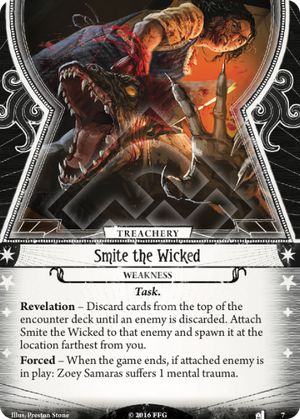 TREACHERY
Smite the Wicked
WEAKNESS
Task.
Revelation – Discard cards from the top of the
encounter deck until an enemy is discarded. Attach
Smite the Wicked to that enemy and spawn it at the
location farthest from you.
Forced – When the game ends, if attached enemy is
in play: Zoey Samaras suffers 1 mental trauma.
Illus. Preston Stone
© 2016 FFG
7